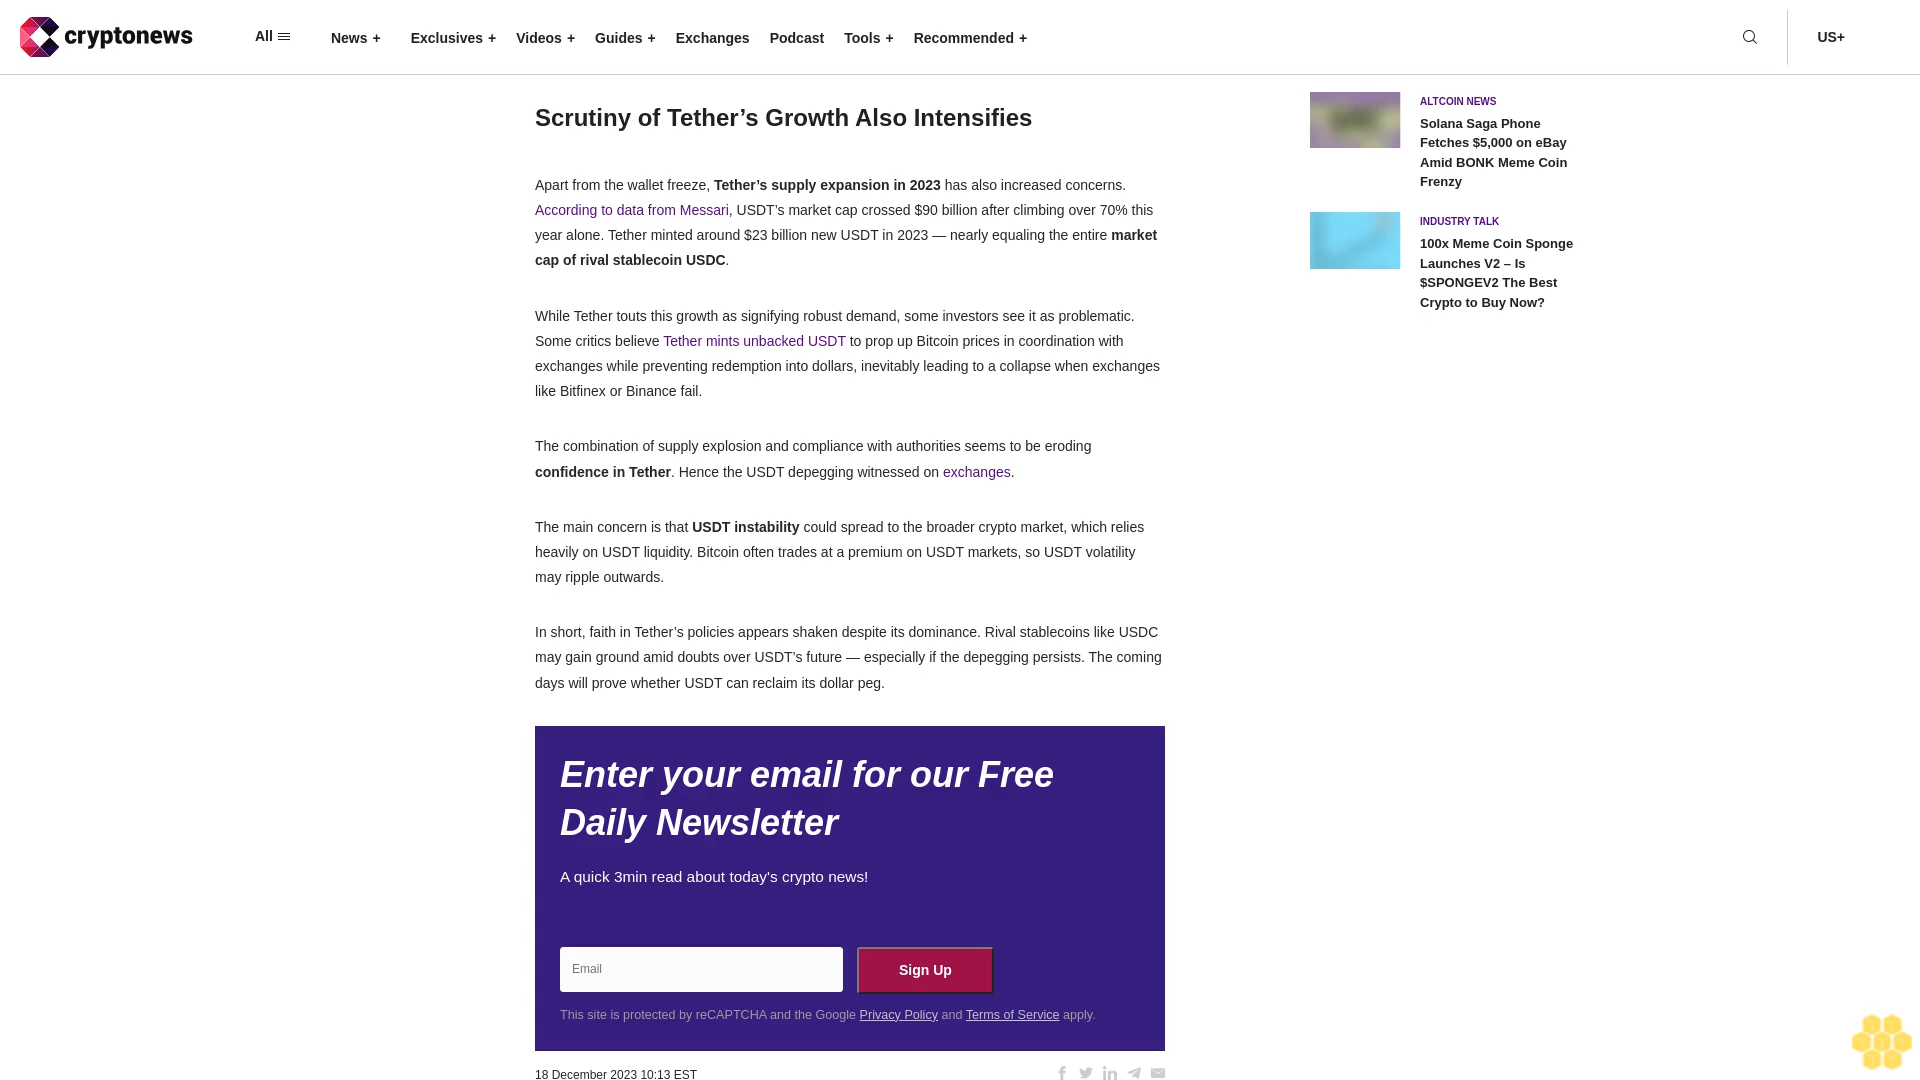 cryptonews
All
News +
Exclusives +
Videos +
Guides +
Exchanges
Podcast
Tools +
Recommended +
US+
Scrutiny of Tether’s Growth Also Intensifies
Apart from the wallet freeze, Tether’s supply expansion in 2023 has also increased concerns.
According to data from Messari, USDT’s market cap crossed $90 billion after climbing over 70% this
year alone. Tether minted around $23 billion new USDT in 2023 — nearly equaling the entire market
cap of rival stablecoin USDC.
While Tether touts this growth as signifying robust demand, some investors see it as problematic.
Some critics believe Tether mints unbacked USDT to prop up Bitcoin prices in coordination with
exchanges while preventing redemption into dollars, inevitably leading to a collapse when exchanges
like Bitfinex or Binance fail.
The combination of supply explosion and compliance with authorities seems to be eroding
confidence in Tether. Hence the USDT depegging witnessed on exchanges.
The main concern is that USDT instability could spread to the broader crypto market, which relies
heavily on USDT liquidity. Bitcoin often trades at a premium on USDT markets, so USDT volatility
may ripple outwards.
In short, faith in Tether’s policies appears shaken despite its dominance. Rival stablecoins like USDC
may gain ground amid doubts over USDT’s future — especially if the depegging persists. The coming
days will prove whether USDT can reclaim its dollar peg.
Enter your email for our Free
Daily Newsletter
A quick 3min read about today's crypto news!
Email
Sign Up
This site is protected by reCAPTCHA and the Google Privacy Policy and Terms of Service apply.
18 December 2023 10:13 EST
ALTCOIN NEWS
Solana Saga Phone
Fetches $5,000 on eBay
Amid BONK Meme Coin
Frenzy
INDUSTRY TALK
100x Meme Coin Sponge
Launches V2 – Is
$SPONGEV2 The Best
Crypto to Buy Now?